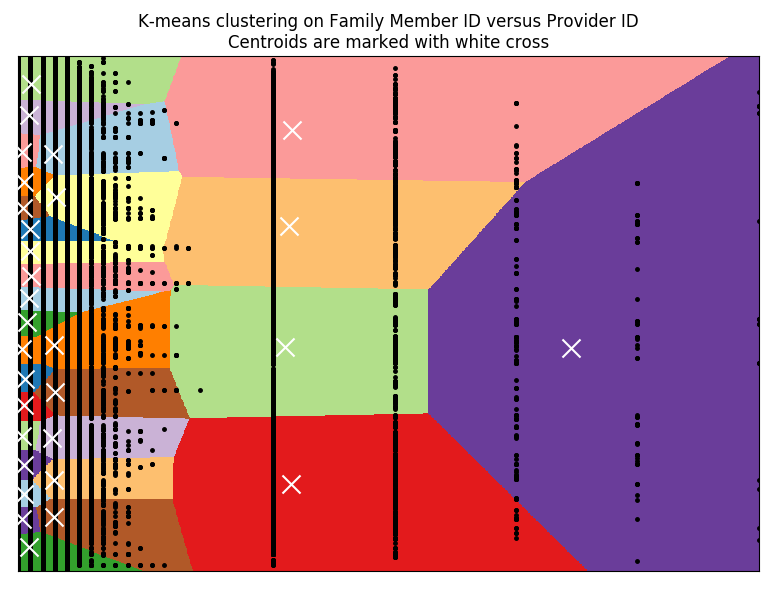 K-means clustering on Family Member ID versus Provider ID
Centroids are marked with white cross